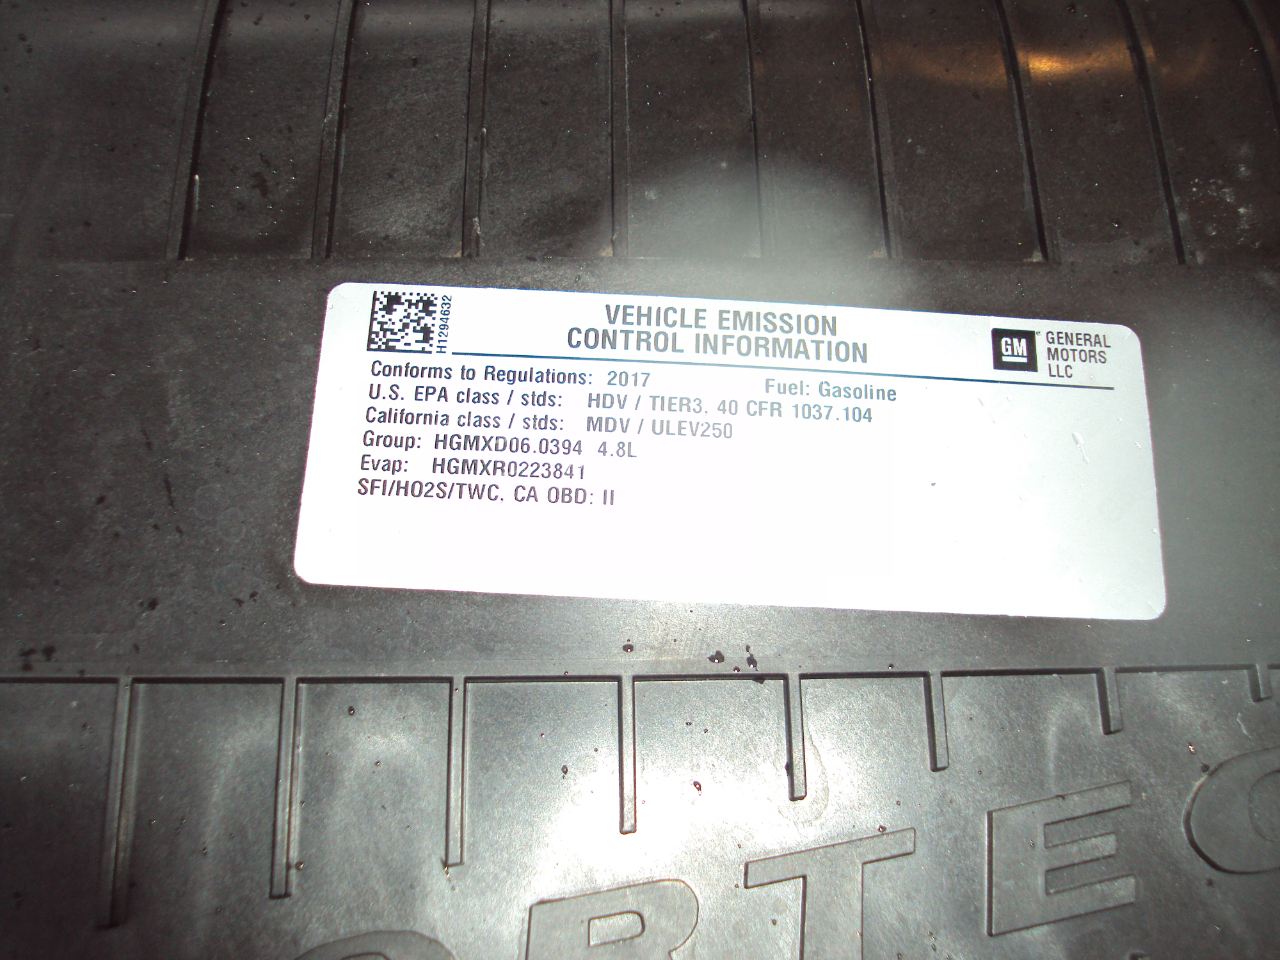 H1294632
VEHICLE EMISSION
CONTROL INFORMATION
GM
GENERAL
MOTORS
LLC
Conforms to Regulations: 2017 Fuel: Gasoline
U.S. EPA class / stds: HDV / TIER3, 40 CFR 1037.104
California class / stds: MDV / ULEV250
Group: HGMXD06.0394 4.8L
Evap: HGMXR0223841
SFI/HO2S/TWC, CA OBD: II
ORTEC